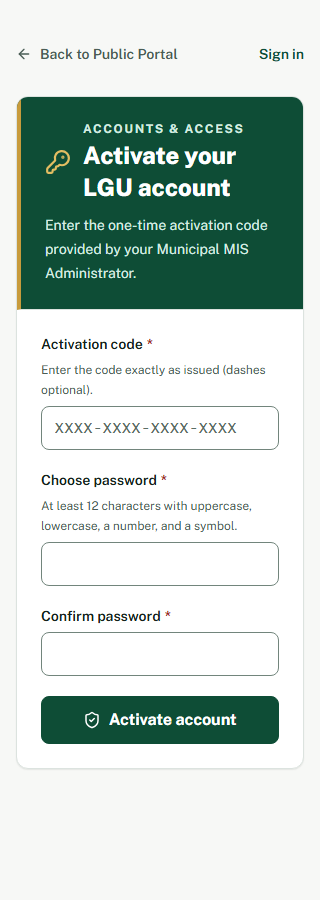 Back to Public Portal
Sign in
ACCOUNTS & ACCESS
Activate your
LGU account
Enter the one-time activation code
provided by your Municipal MIS
Administrator.
Activation code *
Enter the code exactly as issued (dashes
optional).
XXXX-XXXX-XXXX-XXXX
Choose password *
At least 12 characters with uppercase,
lowercase, a number, and a symbol.
Confirm password *
Activate account